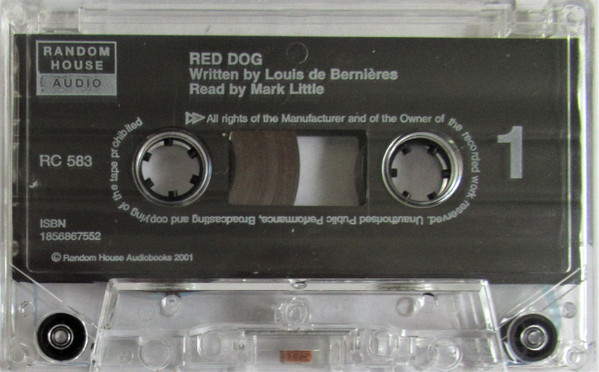 RANDOM
HOUSE
AUDIO
RED DOG
Written by Louis de Bernières
Read by Mark Little
All rights of the Manufacturer and of the Owner of the recorded work reserved. Unauthorised Public Performance, Broadcasting and copying of the tape prohibited
1
RC 583
ISBN
1856867552
© Random House Audiobooks 2001